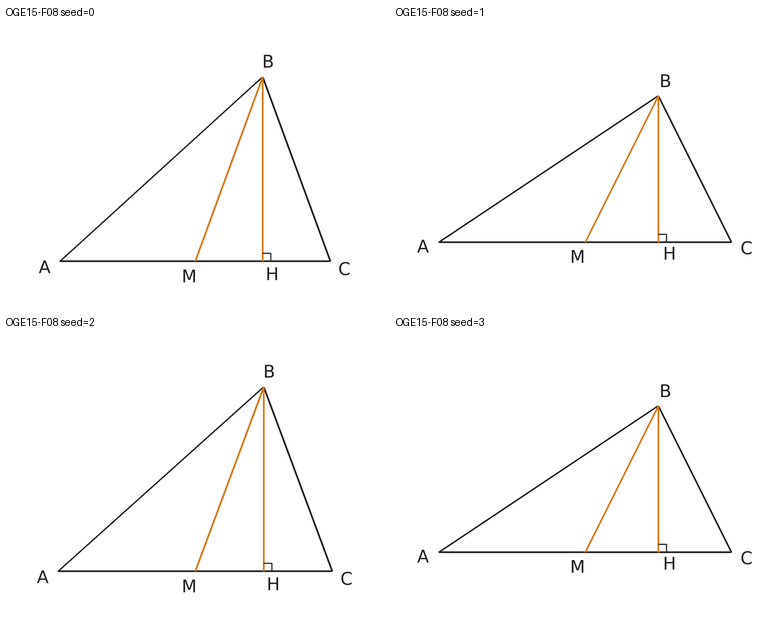 OGE15-F08 seed=0
B
A
M
H
C
OGE15-F08 seed=1
B
A
M
H
C
OGE15-F08 seed=2
B
A
M
H
C
OGE15-F08 seed=3
B
A
M
H
C